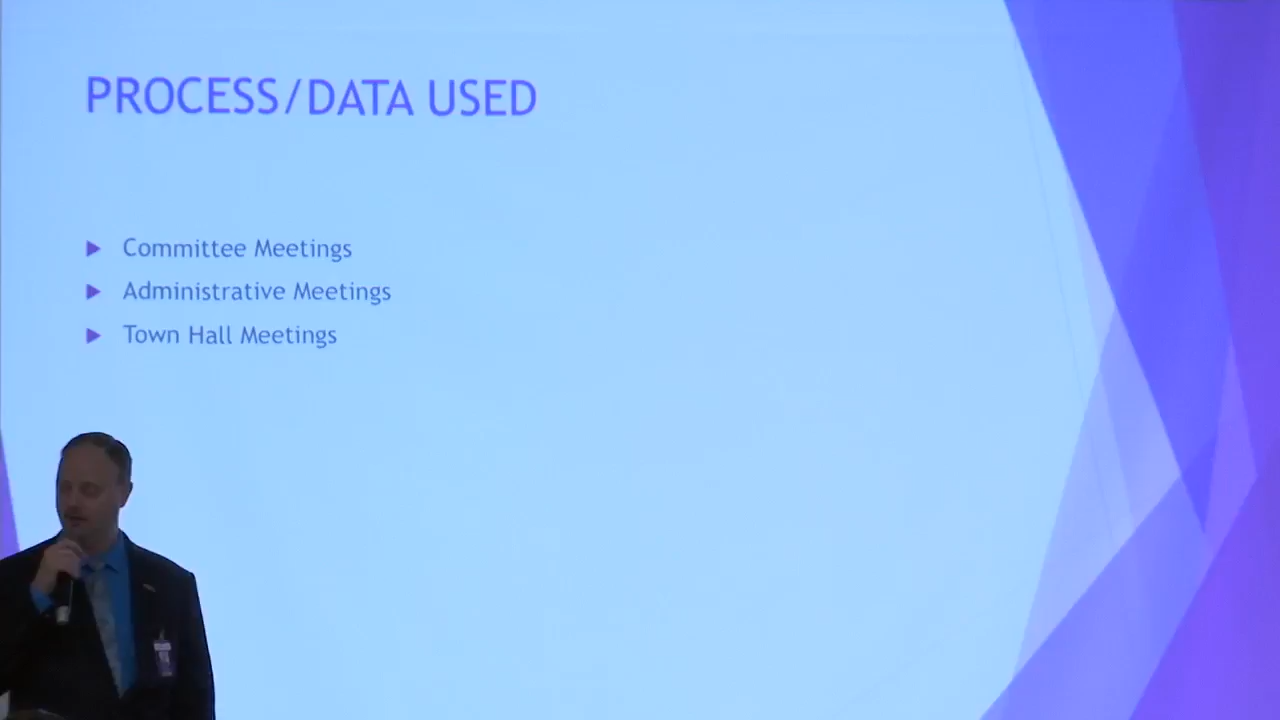 PROCESS/DATA USED
Committee Meetings
Administrative Meetings
Town Hall Meetings